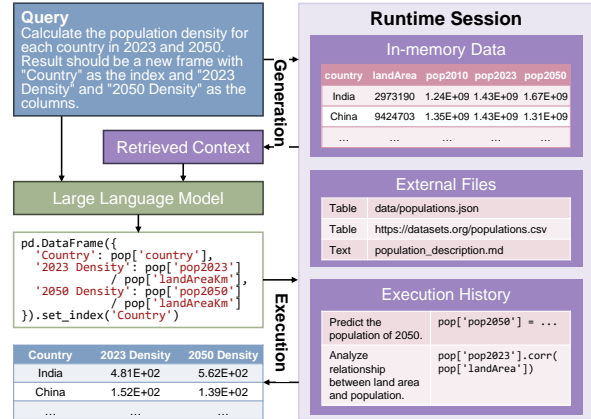 Query
Calculate the population density for
each country in 2023 and 2050.
Result should be a new frame with
"Country" as the index and "2023
Density" and "2050 Density" as the
columns.
Generation
Retrieved Context
Large Language Model
pd.DataFrame({
'Country': pop['country'],
'2023 Density': pop['pop2023']
/ pop['landAreaKm'],
'2050 Density': pop['pop2050']
/ pop['landAreaKm']
}).set_index('Country')
Execution
Country 2023 Density 2050 Density
India 4.81E+02 5.62E+02
China 1.52E+02 1.39E+02
... ... ...
Runtime Session
In-memory Data
country landArea pop2010 pop2023 pop2050
India 2973190 1.24E+09 1.43E+09 1.67E+09
China 9424703 1.35E+09 1.43E+09 1.31E+09
... ... ... ... ...
External Files
Table data/populations.json
Table https://datasets.org/populations.csv
Text population_description.md
Execution History
Predict the pop['pop2050'] = ...
population of 2050.
Analyze pop['pop2023'].corr(
relationship pop['landArea'])
between land area
and population.